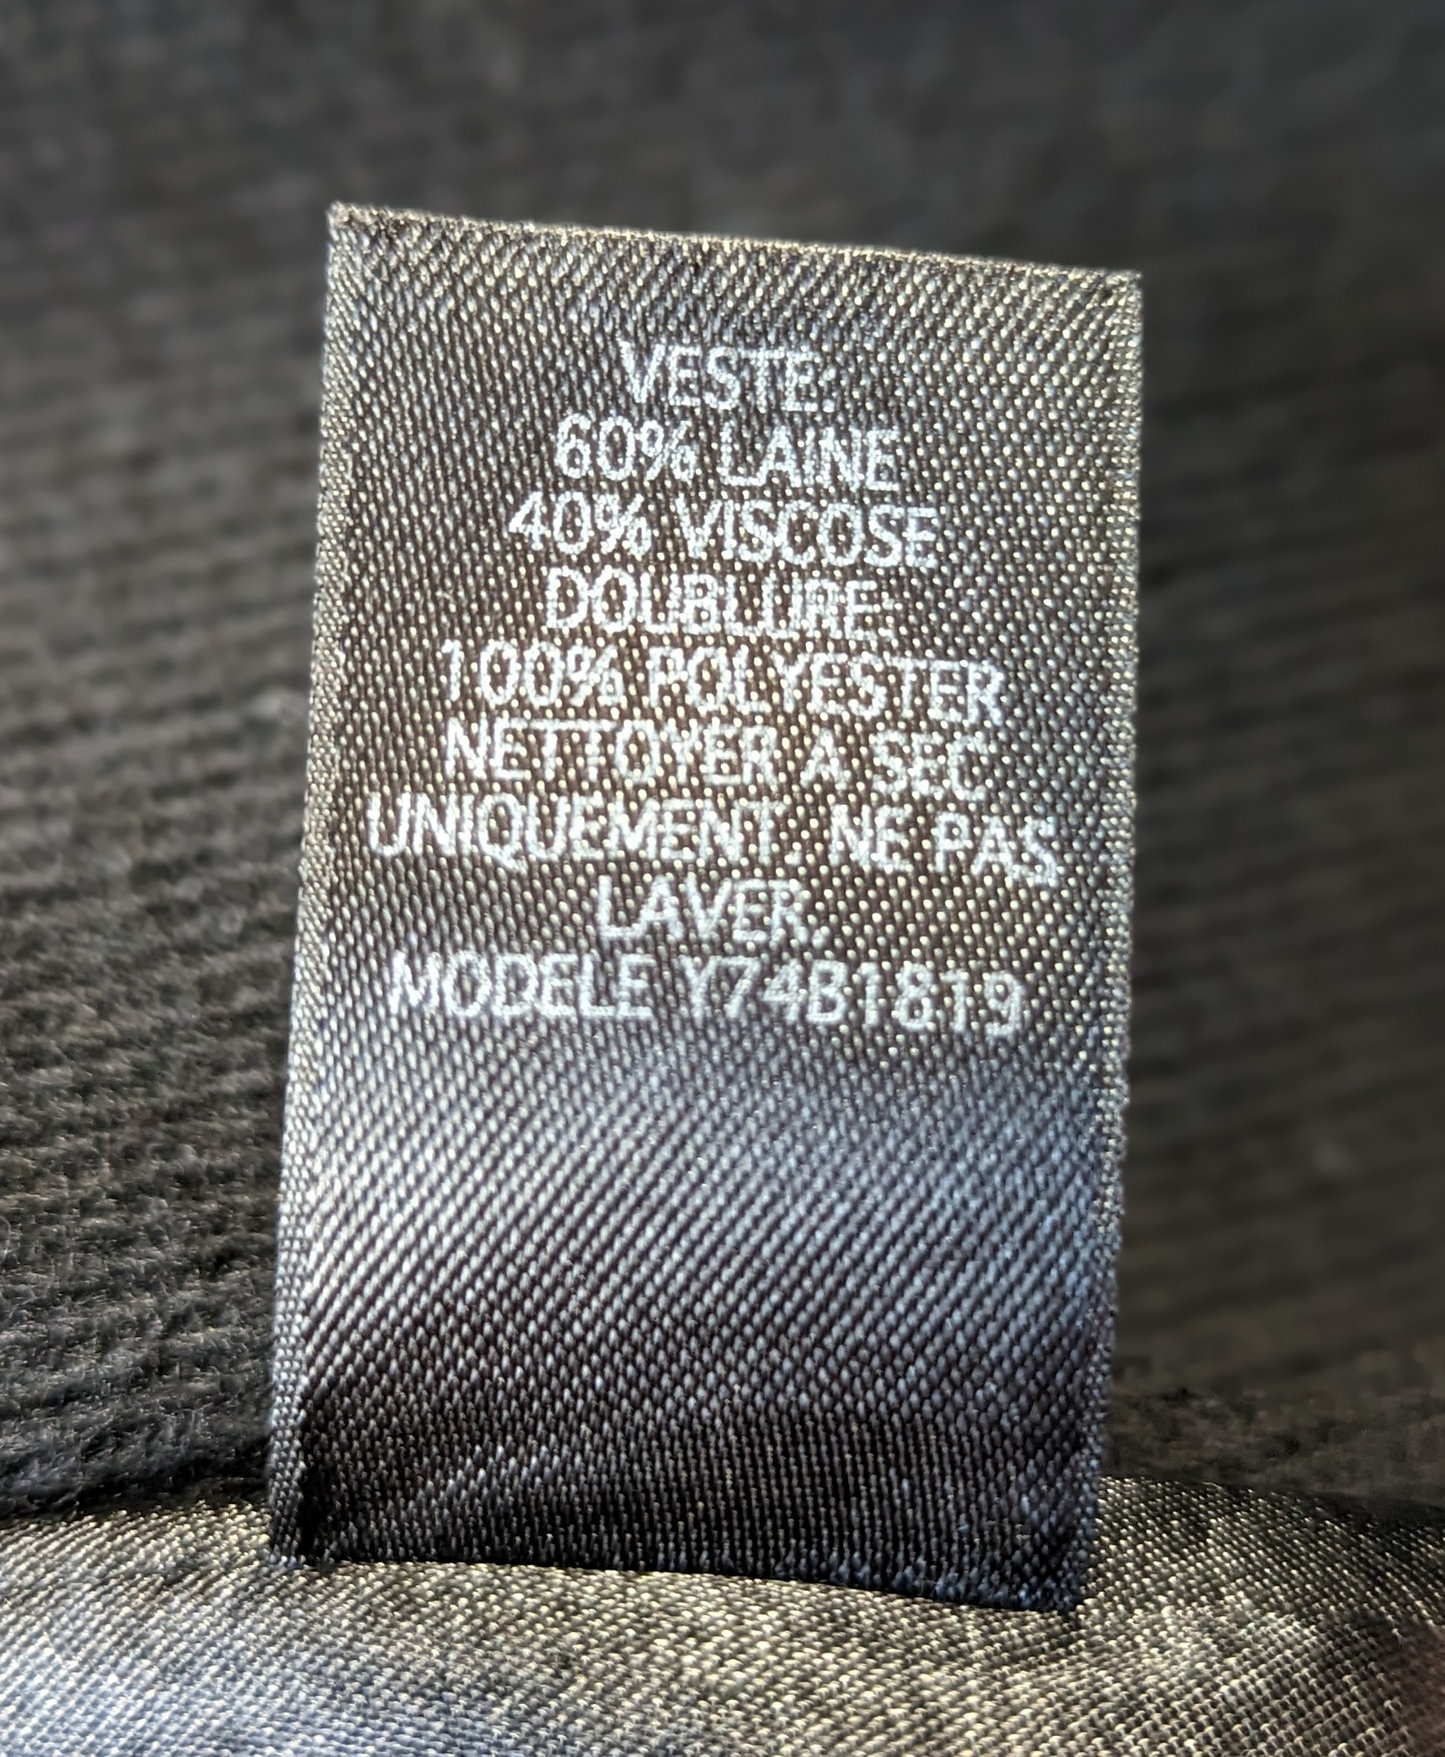 VESTE:
60% LAINE
40% VISCOSE
DOUBLURE:
100% POLYESTER
NETTOYER A SEC
UNIQUEMENT. NE PAS
LAVER.
MODELE Y74B1819